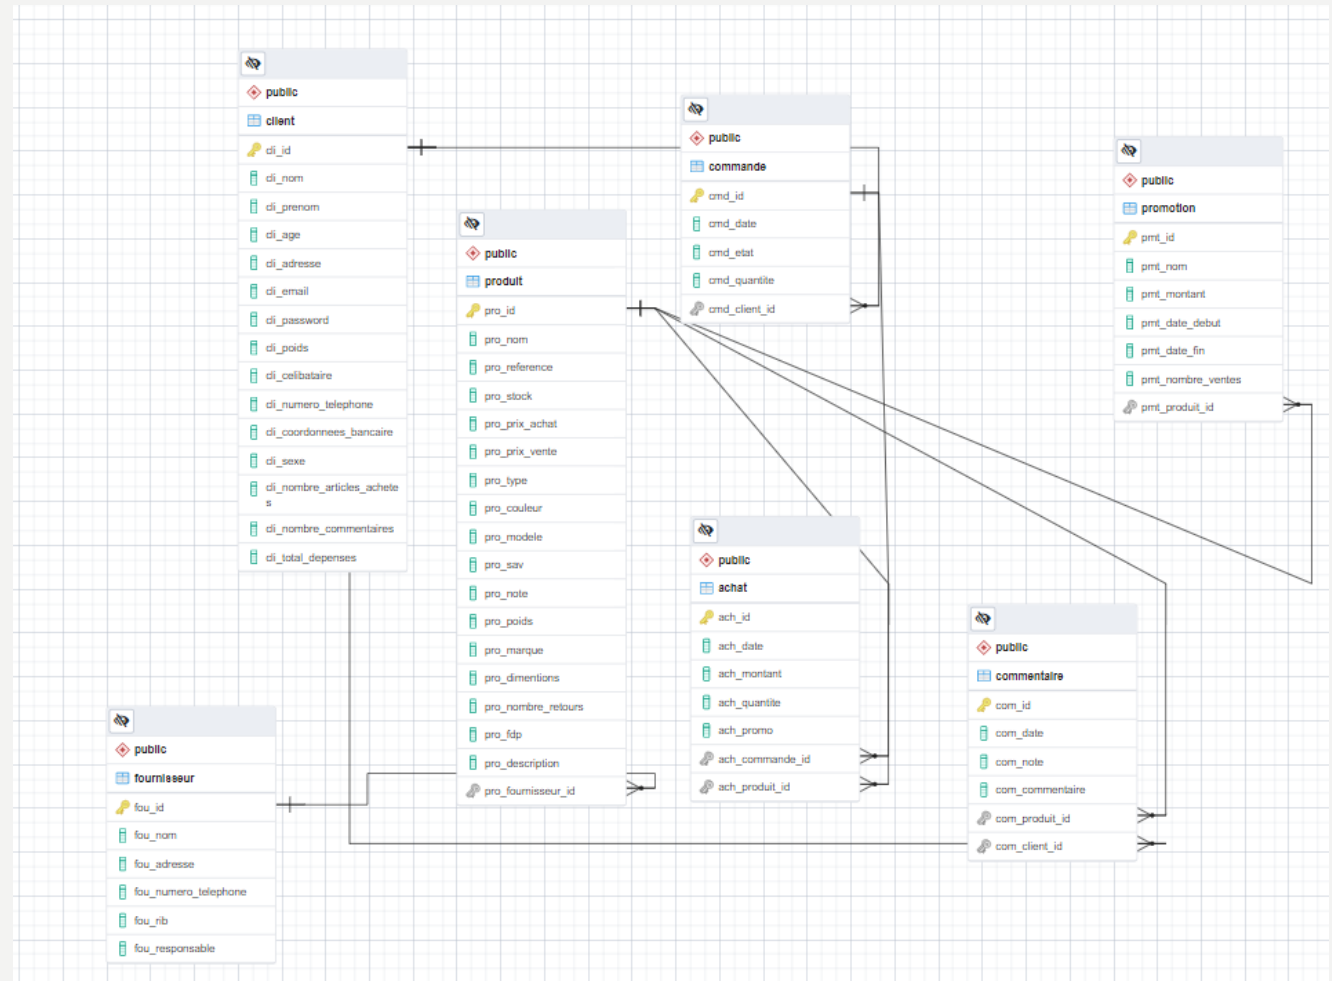 public
client
cli_id
cli_nom
cli_prenom
cli_age
cli_adresse
cli_email
cli_password
cli_poids
cli_celibataire
cli_numero_telephone
cli_coordonnees_bancaire
cli_sexe
cli_nombre_articles_achete
s
cli_nombre_commentaires
cli_total_depenses
public
produit
pro_id
pro_nom
pro_reference
pro_stock
pro_prix_achat
pro_prix_vente
pro_type
pro_couleur
pro_modele
pro_sav
pro_note
pro_poids
pro_marque
pro_dimentions
pro_nombre_retours
pro_fdp
pro_description
pro_fournisseur_id
public
commande
cmd_id
cmd_date
cmd_etat
cmd_quantite
cmd_client_id
public
promotion
pmt_id
pmt_nom
pmt_montant
pmt_date_debut
pmt_date_fin
pmt_nombre_ventes
pmt_produit_id
public
achat
ach_id
ach_date
ach_montant
ach_quantite
ach_promo
ach_commande_id
ach_produit_id
public
commentaire
com_id
com_date
com_note
com_commentaire
com_produit_id
com_client_id
public
fournisseur
fou_id
fou_nom
fou_adresse
fou_numero_telephone
fou_rib
fou_responsable